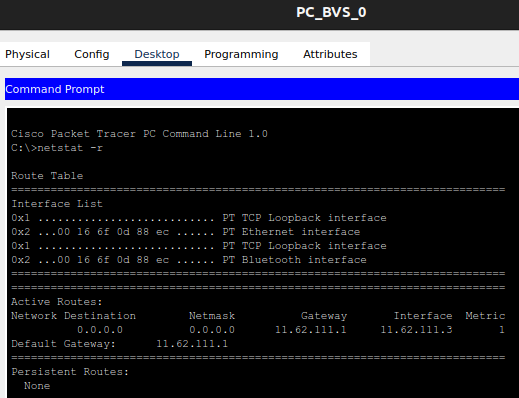 PC_BVS_0
Physical Config Desktop Programming Attributes
Command Prompt
Cisco Packet Tracer PC Command Line 1.0
C:\>netstat -r
Route Table
===========================================================================
Interface List
0x1 ........................... PT TCP Loopback interface
0x2 ...00 16 6f 0d 88 ec ...... PT Ethernet interface
0x1 ........................... PT TCP Loopback interface
0x2 ...00 16 6f 0d 88 ec ...... PT Bluetooth interface
===========================================================================
===========================================================================
Active Routes:
Network Destination        Netmask          Gateway       Interface  Metric
          0.0.0.0          0.0.0.0      11.62.111.1     11.62.111.3       1
Default Gateway:      11.62.111.1
===========================================================================
Persistent Routes:
  None